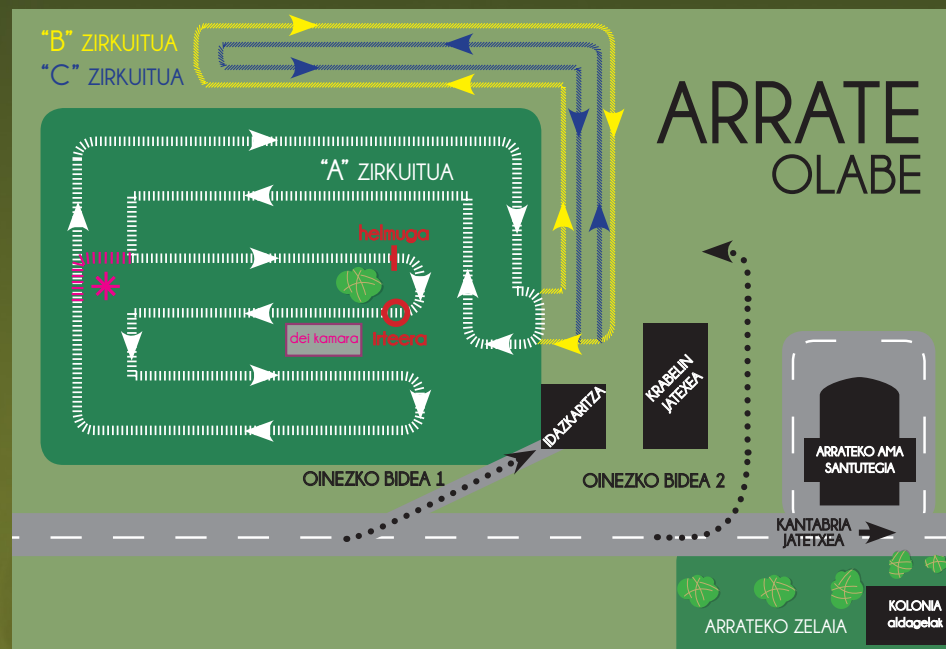 “B” ZIRKUITUA
“C” ZIRKUITUA
ARRATE
OLABE
“A” ZIRKUITUA
helmuga
dei kamara
irteera
IDAZKARITZA
KRABELIN
JATEXEA
OINEZKO BIDEA 1
OINEZKO BIDEA 2
ARRATEKO AMA
SANTUTEGIA
KANTABRIA
JATETXEA
ARRATEKO ZELAIA
KOLONIA
aldagelak